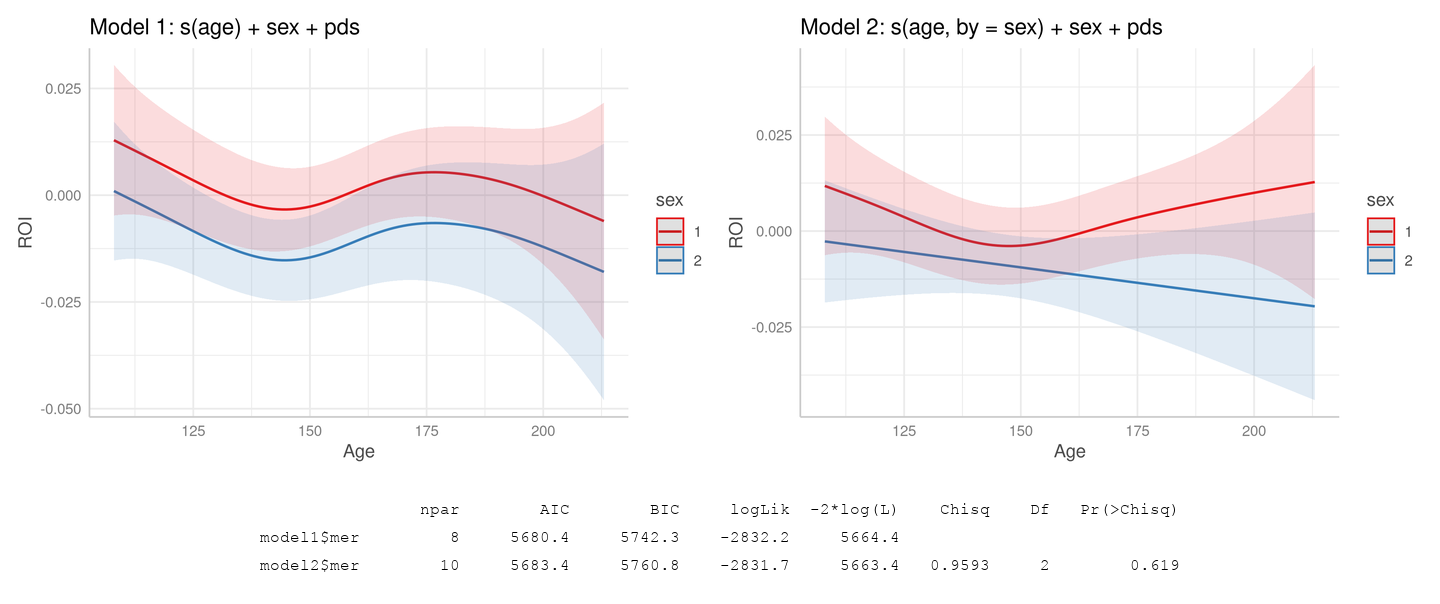 Model 1: s(age) + sex + pds
0.025
0.000
-0.025
-0.050
ROI
125 150 175 200
Age
sex
1
2
Model 2: s(age, by = sex) + sex + pds
0.025
0.000
-0.025
ROI
125 150 175 200
Age
sex
1
2
npar AIC BIC logLik -2*log(L) Chisq Df Pr(>Chisq)
model1$mer 8 5680.4 5742.3 -2832.2 5664.4
model2$mer 10 5683.4 5760.8 -2831.7 5663.4 0.9593 2 0.619